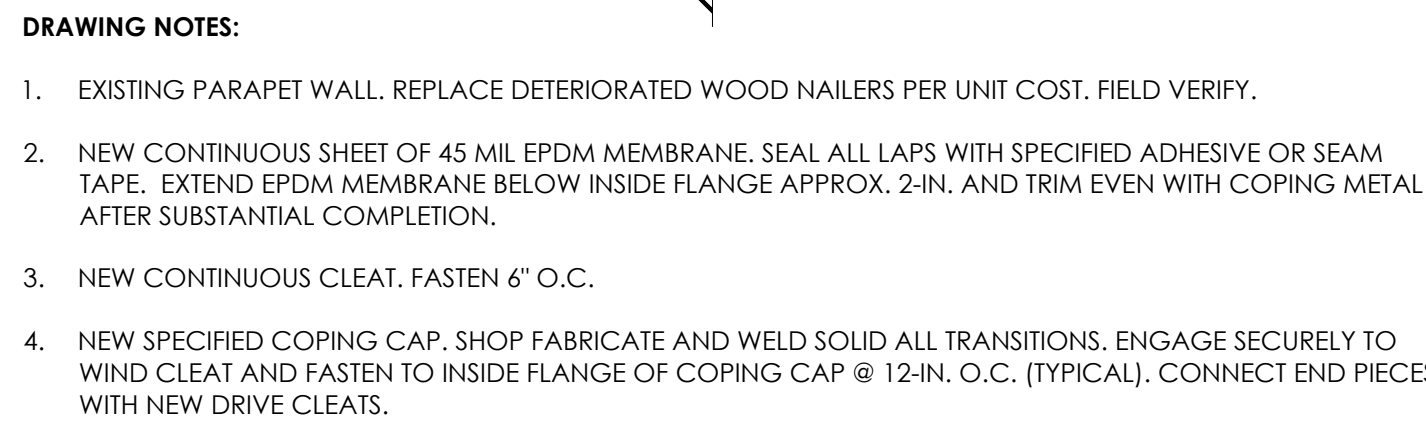 DRAWING NOTES:
1. EXISTING PARAPET WALL. REPLACE DETERIORATED WOOD NAILERS PER UNIT COST. FIELD VERIFY.
2. NEW CONTINUOUS SHEET OF 45 MIL EPDM MEMBRANE. SEAL ALL LAPS WITH SPECIFIED ADHESIVE OR SEAM
TAPE. EXTEND EPDM MEMBRANE BELOW INSIDE FLANGE APPROX. 2-IN. AND TRIM EVEN WITH COPING METAL
AFTER SUBSTANTIAL COMPLETION.
3. NEW CONTINUOUS CLEAT. FASTEN 6" O.C.
4. NEW SPECIFIED COPING CAP. SHOP FABRICATE AND WELD SOLID ALL TRANSITIONS. ENGAGE SECURELY TO
WIND CLEAT AND FASTEN TO INSIDE FLANGE OF COPING CAP @ 12-IN. O.C. (TYPICAL). CONNECT END PIECES
WITH NEW DRIVE CLEATS.